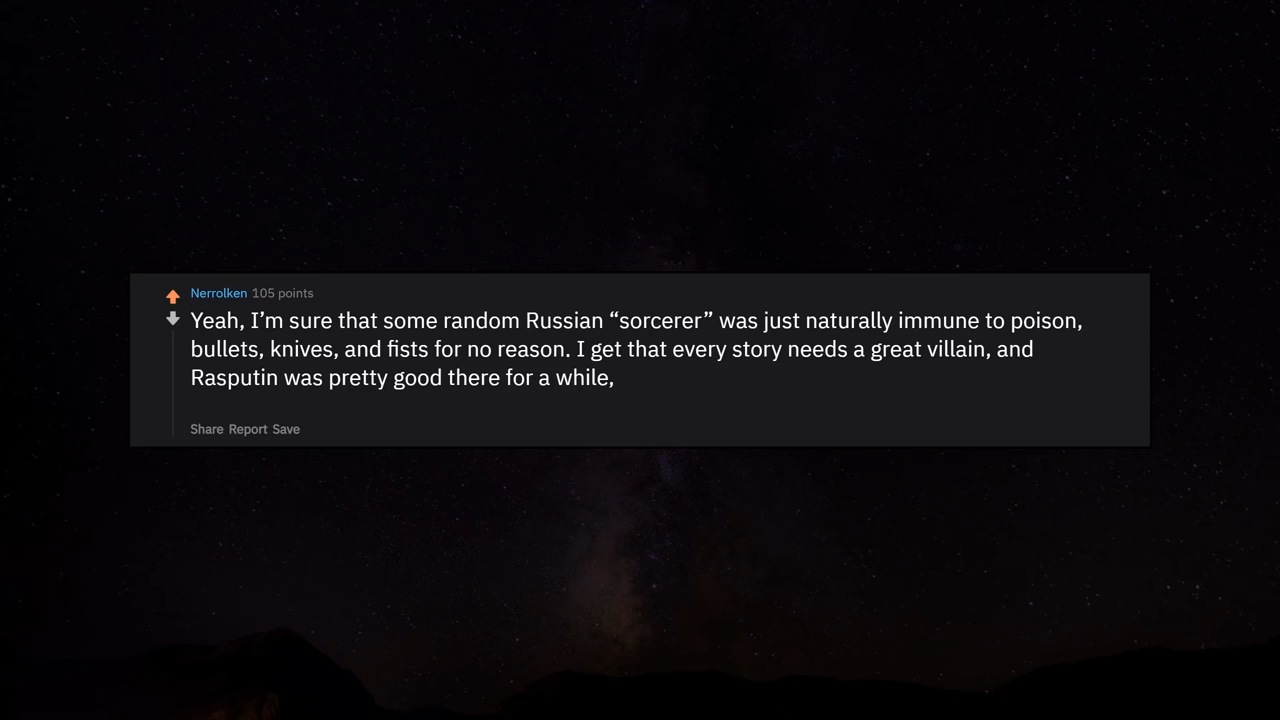 Nerrolken 105 points
Yeah, I’m sure that some random Russian “sorcerer” was just naturally immune to poison,
bullets, knives, and fists for no reason. I get that every story needs a great villain, and
Rasputin was pretty good there for a while,
Share Report Save